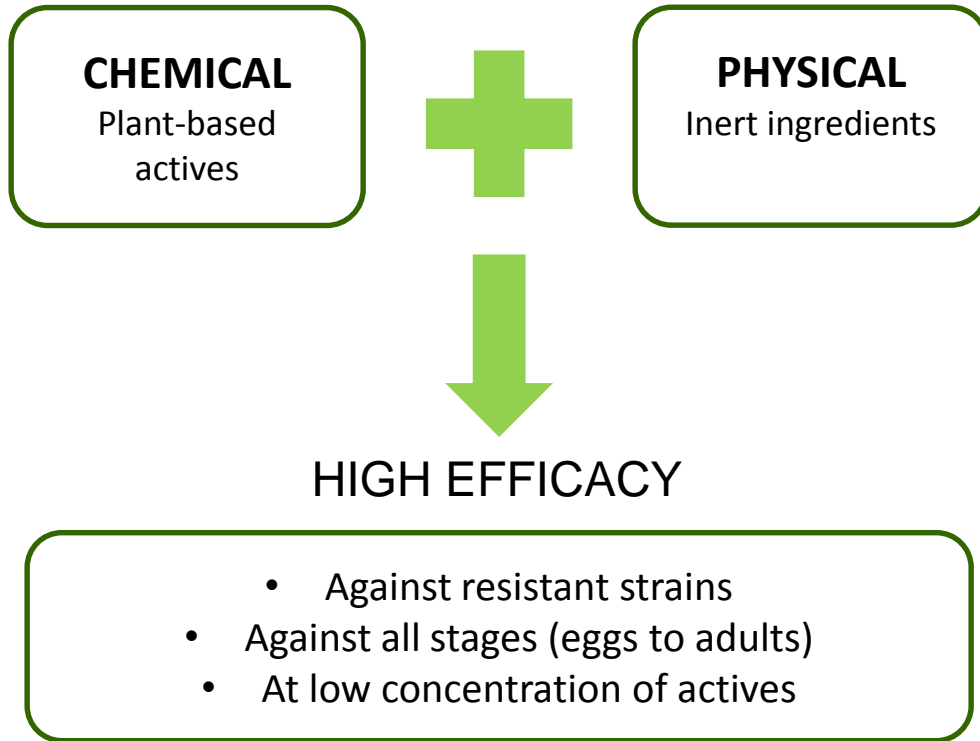 CHEMICAL
Plant-based
actives
PHYSICAL
Inert ingredients
HIGH EFFICACY
• Against resistant strains
• Against all stages (eggs to adults)
• At low concentration of actives